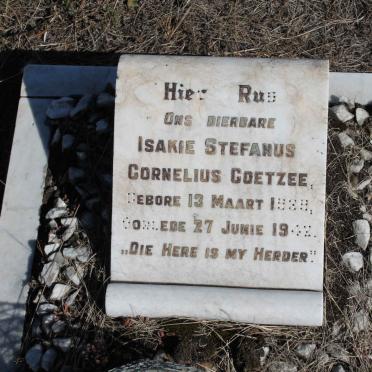 Hier Rus
Ons dierbare
Isakie Stefanus
Cornelius Coetzee,
Gebore 13 Maart
Oorlede 27 Junie
„Die Here is my Herder”